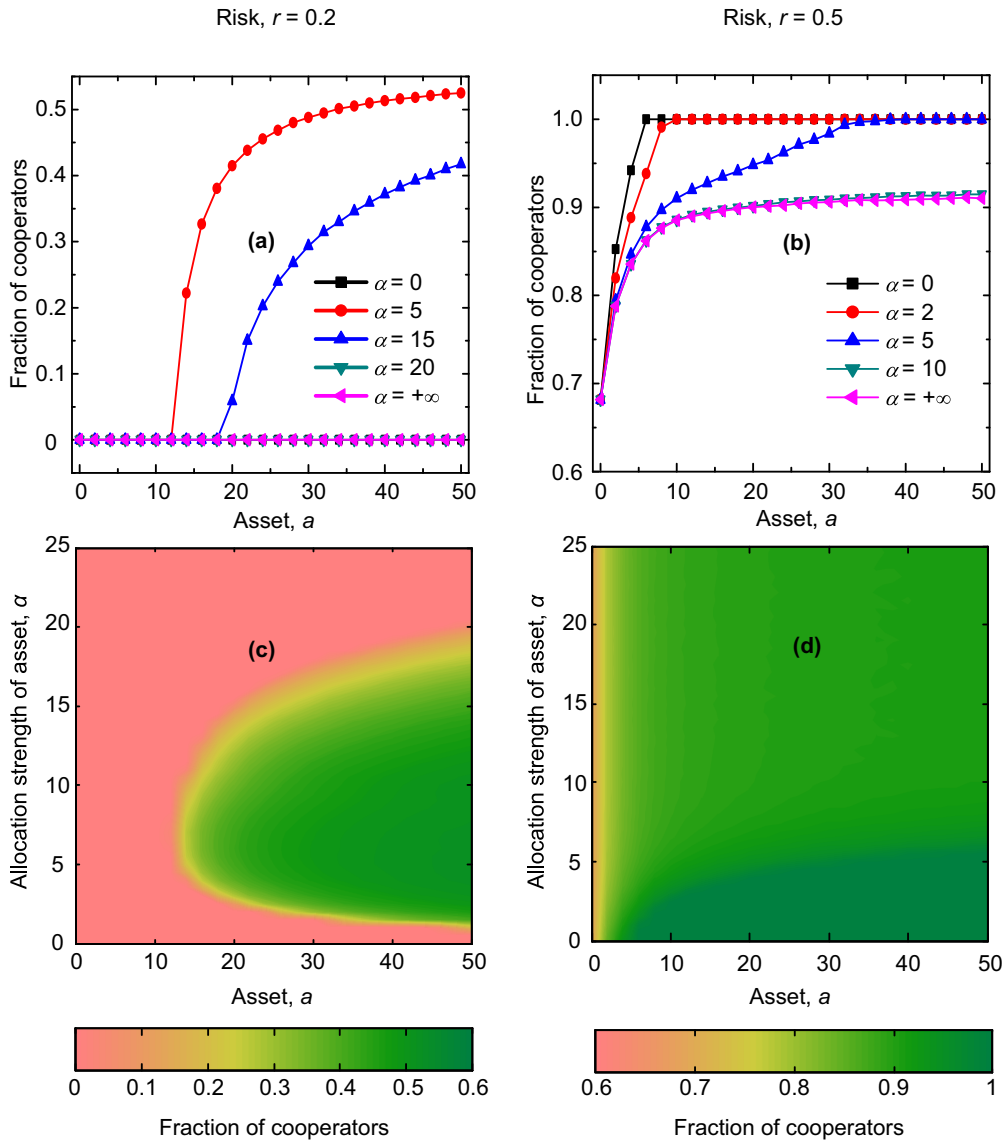 Risk, r = 0.2
Risk, r = 0.5
Fraction of cooperators
0.5
0.4
0.3
0.2
0.1
0
(a)
α = 0
α = 5
α = 15
α = 20
α = +∞
0 10 20 30 40 50
Asset, a
Fraction of cooperators
1.0
0.9
0.8
0.7
0.6
(b)
α = 0
α = 2
α = 5
α = 10
α = +∞
0 10 20 30 40 50
Asset, a
Allocation strength of asset, α
25
20
15
10
5
0
(c)
0 10 20 30 40 50
Asset, a
Allocation strength of asset, α
25
20
15
10
5
0
(d)
0 10 20 30 40 50
Asset, a
0 0.1 0.2 0.3 0.4 0.5 0.6
Fraction of cooperators
0.6 0.7 0.8 0.9 1
Fraction of cooperators